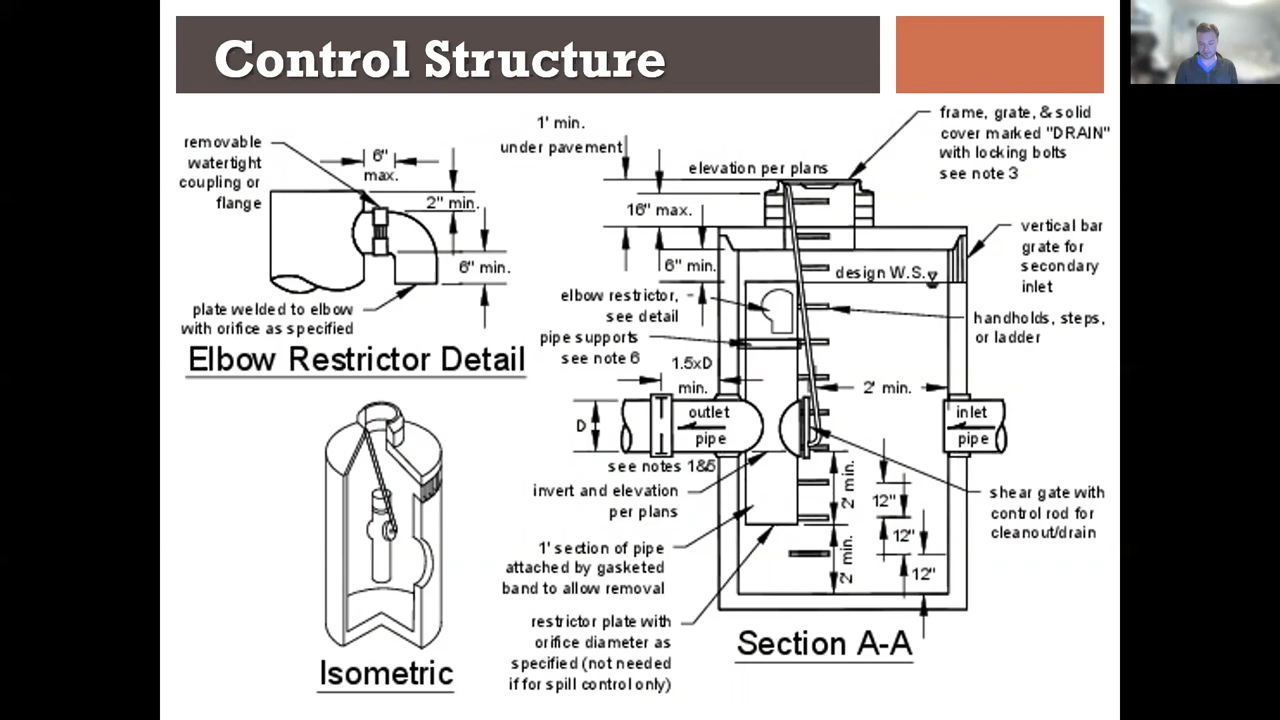 Control Structure
removable
watertight
coupling or
flange
6"
max.
2" min.
6" min.
plate welded to elbow
with orifice as specified
Elbow Restrictor Detail
Isometric
1' min.
under pavement
elevation per plans
16" max.
6" min.
design W.S.
elbow restrictor,
see detail
pipe supports
see note 6
1.5xD
min.
2' min.
D
outlet
pipe
inlet
pipe
see notes 1&5
invert and elevation
per plans
2' min.
12"
12"
12"
2' min.
1' section of pipe
attached by gasketed
band to allow removal
restrictor plate with
orifice diameter as
specified (not needed
if for spill control only)
Section A-A
frame, grate, & solid
cover marked "DRAIN"
with locking bolts
see note 3
vertical bar
grate for
secondary
inlet
handholds, steps,
or ladder
shear gate with
control rod for
cleanout/drain